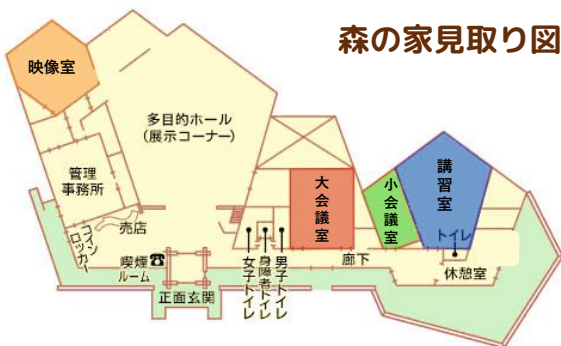 森の家見取り図
映像室
多目的ホール
(展示コーナー)
管理
事務所
売店
コイン
ロッカー
喫煙
ルーム
正面玄関
女子トイレ
身障者トイレ
男子トイレ
大会議室
廊下
小会議室
講習室
トイレ
休憩室